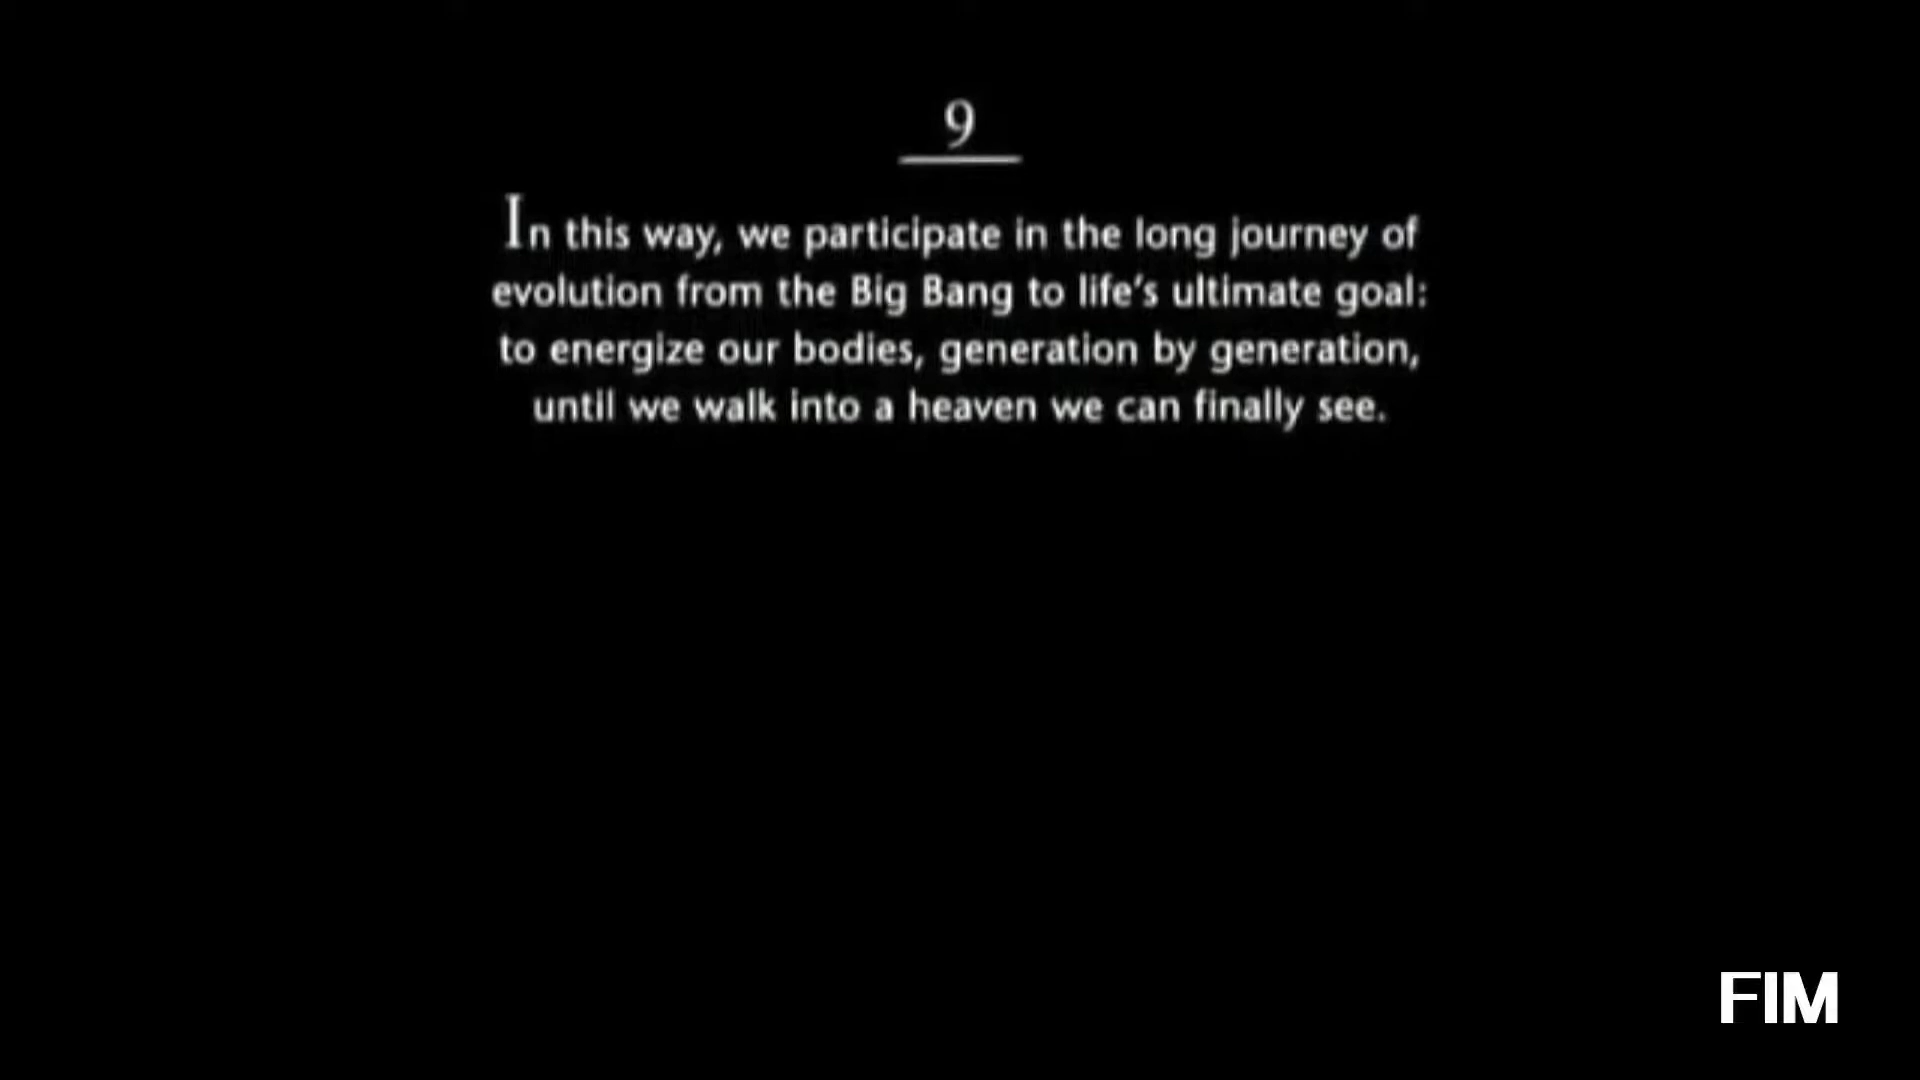 9
In this way, we participate in the long journey of
evolution from the Big Bang to life's ultimate goal:
to energize our bodies, generation by generation,
until we walk into a heaven we can finally see.
FIM